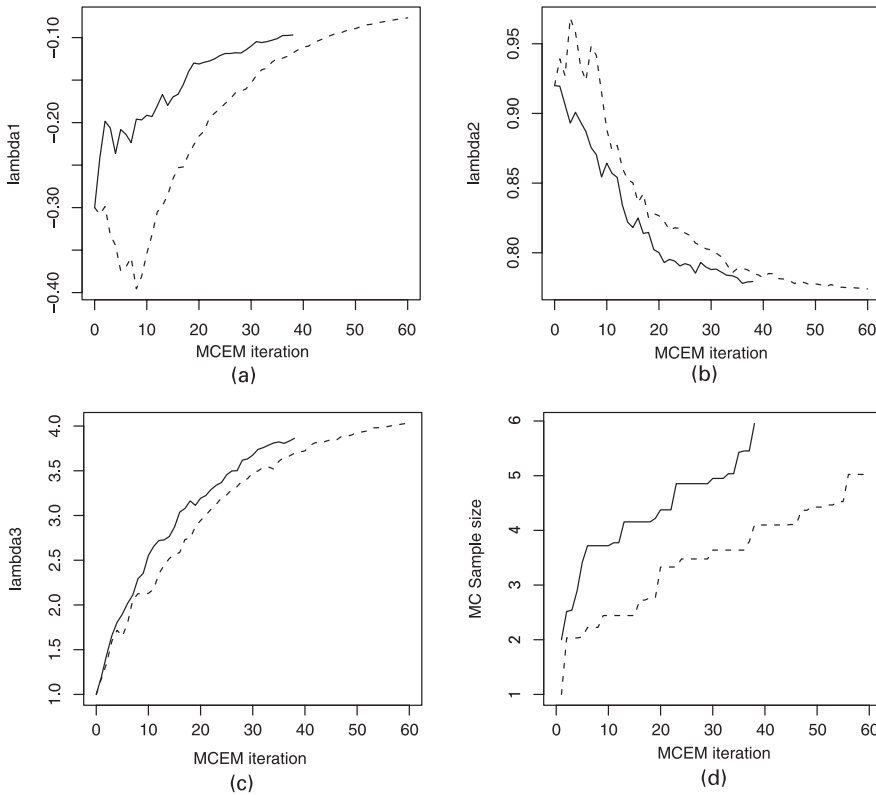 lambda1
−0.10
−0.20
−0.30
−0.40
0 10 20 30 40 50 60
MCEM iteration
(a)
lambda2
0.95
0.90
0.85
0.80
0 10 20 30 40 50 60
MCEM iteration
(b)
lambda3
4.0
3.5
3.0
2.5
2.0
1.5
1.0
0 10 20 30 40 50 60
MCEM iteration
(c)
MC Sample size
6
5
4
3
2
1
0 10 20 30 40 50 60
MCEM iteration
(d)